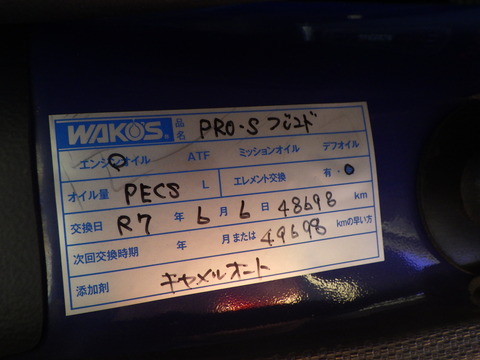 WAKO'S 品名 PRO・S フヒユド
エンジンオイル ATF ミッションオイル デフオイル
オイル量 PECS L エレメント交換 有・
交換日 R7 年 6 月 6 日 48698 km
次回交換時期 年 月または 49698 kmの早い方
添加剤 キャメルオート